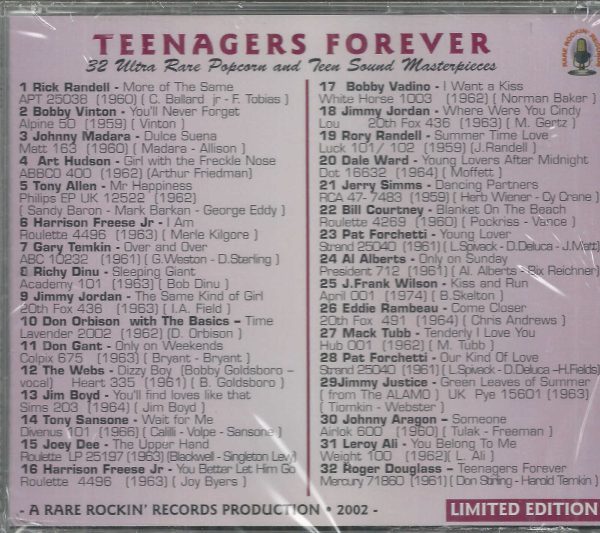 TEENAGERS FOREVER
RARE ROCKIN' RECORDS
32 Ultra Rare Popcorn and Teen Sound Masterpieces
1 Rick Randell - More of The Same
APT 25038 (1960) ( C. Ballard jr - F. Tobias )
2 Bobby Vinton - You'll Never Forget
Alpine 50 (1959) ( Vinton )
3 Johnny Madara - Dulce Suena
Matt 163 (1960) ( Madara - Allison )
4 Art Hudson - Girl with the Freckle Nose
ABBCO 400 (1962) (Arthur Friedman)
5 Tony Allen - Mr Happiness
Philips EP UK 12522 (1962)
( Sandy Baron - Mark Barkan - George Eddy )
6 Harrison Freese Jr - I Am
Roulette 4496 (1963) ( Merle Kilgore )
7 Gary Temkin - Over and Over
ABC 10232 (1961) ( G.Weston - D.Sterling )
8 Richy Dinu - Sleeping Giant
Academy 101 (1963) ( Bob Dinu )
9 Jimmy Jordan - The Same Kind of Girl
20th Fox 436 (1963) ( I.A. Field )
10 Don Orbison with The Basics - Time
Lavender 2002 (1962) (D. Orbison )
11 Don Gant - Only on Weekends
Colpix 675 (1963) ( Bryant - Bryant )
12 The Webs - Dizzy Boy (Bobby Goldsboro -
vocal) Heart 335 (1961) ( B. Goldsboro )
13 Jim Boyd - You'll find loves like that
Sims 203 (1964) ( Jim Boyd )
14 Tony Sansone - Wait for Me
Divenus 101 (1966) ( Callilli - Volpe - Sansone )
15 Joey Dee - The Upper Hand
Roulette LP 25197 (1963) (Blackwell - Singleton Levy)
16 Harrison Freese Jr - You Better Let Him Go
Roulette 4496 (1963) ( Joy Byers )
17 Bobby Vadino - I Want a Kiss
White Horse 1003 (1962) ( Norman Baker )
18 Jimmy Jordan - Where Were You Cindy
Lou 20th Fox 436 (1963) ( M. Gertz )
19 Rory Randell - Summer Time Love
Luck 101/ 102 (1959) (J.Randell )
20 Dale Ward - Young Lovers After Midnight
Dot 16632 (1964) ( Moffett )
21 Jerry Simms - Dancing Partners
RCA 47- 7483 (1959) ( Herb Wiener - Cy Crane )
22 Bill Courtney - Blanket On The Beach
Roulette 4269 (1960) ( Pockriss - Vance )
23 Pat Forchetti - Young Lover
Strand 25040 (1961) ( L.Spivack - D.Deluca - J.Matt)
24 Al Alberts - Only on Sunday
President 712 (1961) ( Al. Alberts - Bix Reichner)
25 J.Frank Wilson - Kiss and Run
April 001 (1974) ( B.Skelton )
26 Eddie Rambeau - Come Closer
20th Fox 491 (1964) ( Chris Andrews )
27 Mack Tubb - Tenderly I Love You
Hub 001 (1962) ( M. Tubb )
28 Pat Forchetti - Our Kind Of Love
Strand 25040 (1961) ( L.Spivack - D.Deluca -H.Fields)
29Jimmy Justice - Green Leaves of Summer
( from The ALAMO ) UK Pye 15601 (1963)
( Tiomkin - Webster )
30 Johnny Aragon - Someone
Airlok 600 (1960) ( Tulak - Freeman )
31 Leroy Ali - You Belong To Me
Weight 100 (1962)( L. Ali )
32 Roger Douglass - Teenagers Forever
Mercury 71860 (1961) ( Don Stirling - Harold Temkin )
- A RARE ROCKIN' RECORDS PRODUCTION • 2002 -
LIMITED EDITION